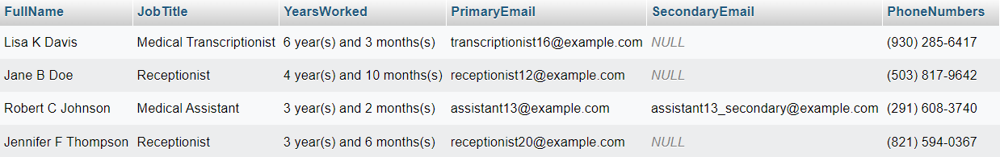 FullName JobTitle YearsWorked PrimaryEmail SecondaryEmail PhoneNumbers
Lisa K Davis Medical Transcriptionist 6 year(s) and 3 months(s) transcriptionist16@example.com NULL (930) 285-6417
Jane B Doe Receptionist 4 year(s) and 10 months(s) receptionist12@example.com NULL (503) 817-9642
Robert C Johnson Medical Assistant 3 year(s) and 2 months(s) assistant13@example.com assistant13_secondary@example.com (291) 608-3740
Jennifer F Thompson Receptionist 3 year(s) and 6 months(s) receptionist20@example.com NULL (821) 594-0367